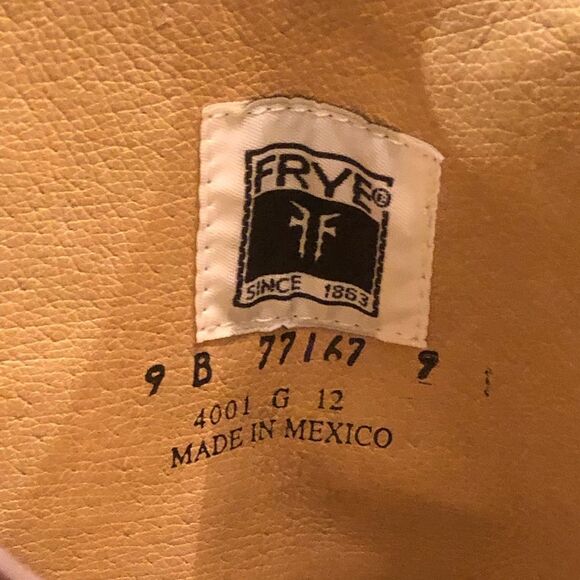 FRYE®
SINCE 1863
9 B 77167 9
4001 G 12
MADE IN MEXICO